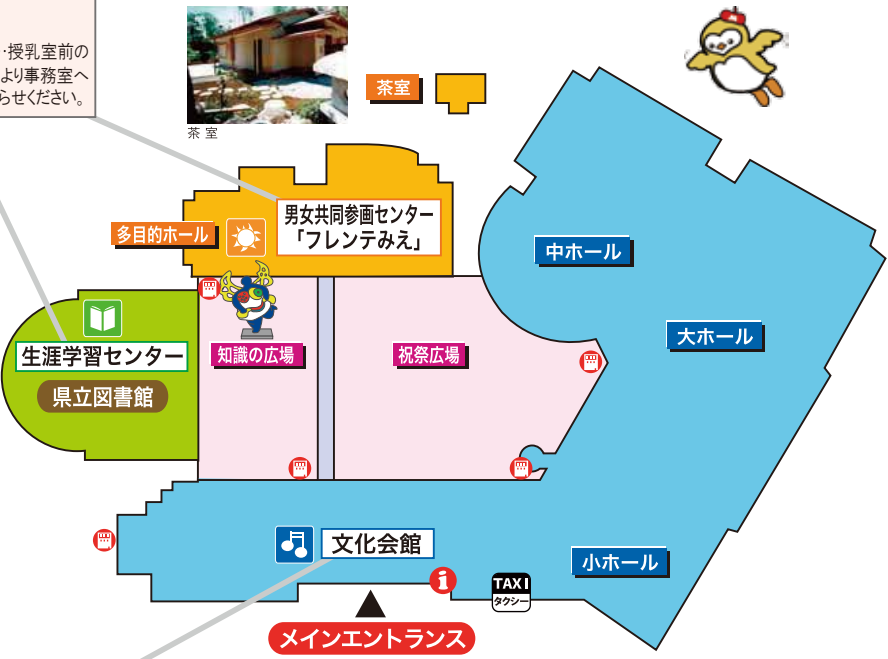 ・授乳室前の
より事務室へ
らせください。
茶室
茶 室
多目的ホール
男女共同参画センター
「フレンテみえ」
中ホール
大ホール
生涯学習センター
県立図書館
知識の広場
祝祭広場
文化会館
小ホール
i
TAXI
タクシー
メインエントランス